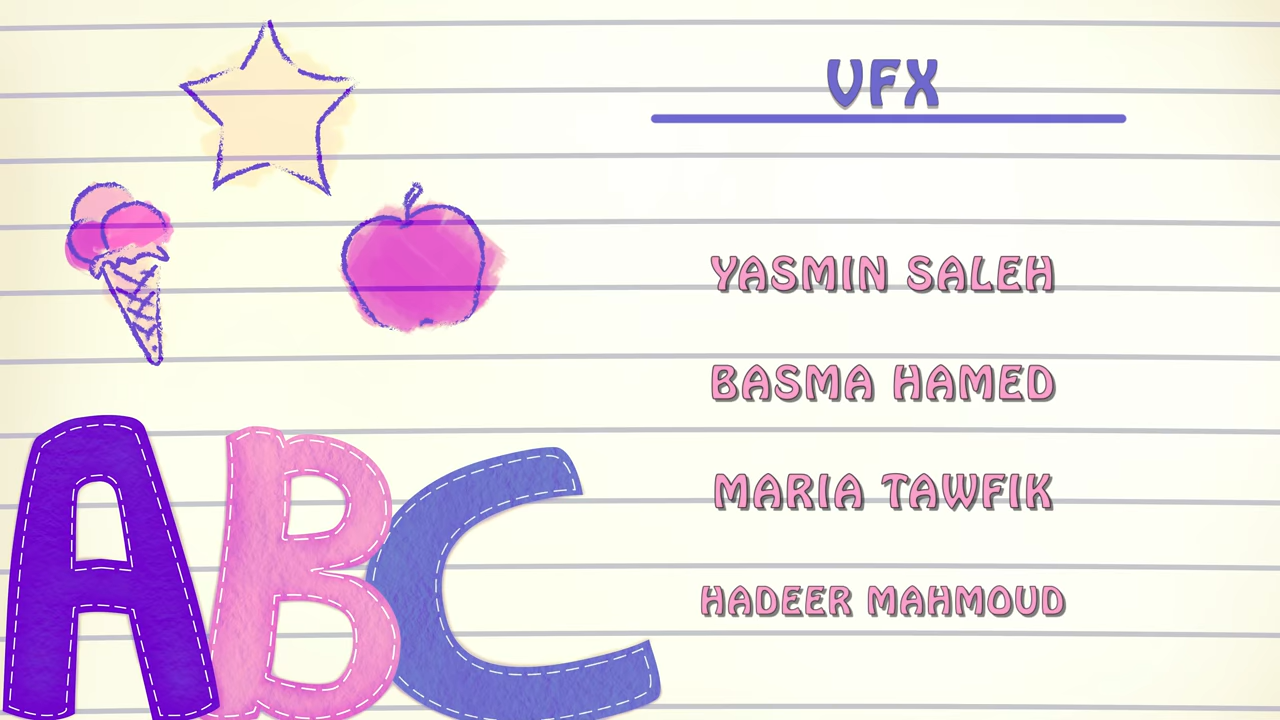 VFX
YASMIN SALEH
BASMA HAMED
MARIA TAWFIK
HADEER MAHMOUD
ABC